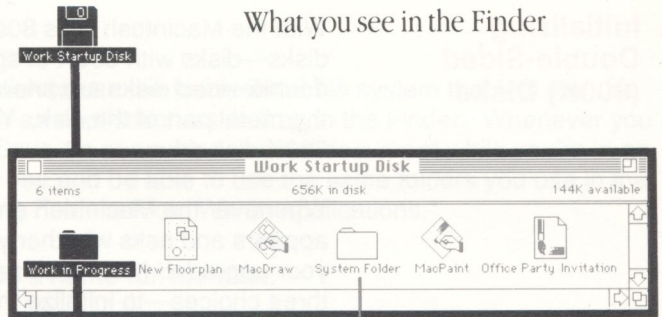 What you see in the Finder
Work Startup Disk
Work Startup Disk
6 items 656K in disk 144K available
Work in Progress New Floorplan MacDraw System Folder MacPaint Office Party Invitation